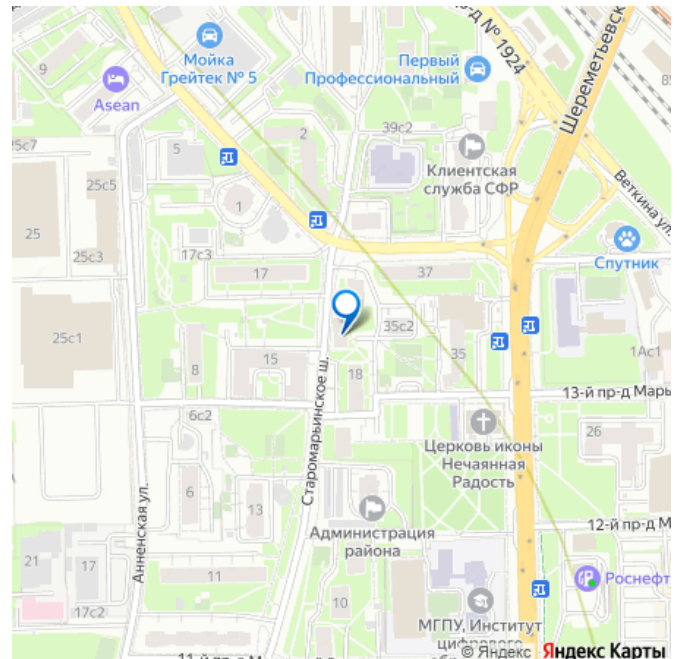 р-д № 1924
Шереметьевск
9
Мойка
Грейтек № 5
Первый
Профессиональный
Asean
25с7
5
2
39с2
Клиентская
служба СФР
25с5
Веткина ул.
1
25
25с3
17с3
17
37
Спутник
25с1
35с2
15
35
1Ас1
8
18
13-й пр-д Марь
6с2
Старомарьинское ш.
Церковь иконы
Нечаянная
Радость
26
6
13
Анненская ул.
Администрация
района
12-й пр-д М
21
17
11
Роснефт
10
17с2
МГПУ, Институт
цифрового
© Яндекс Яндекс Карты